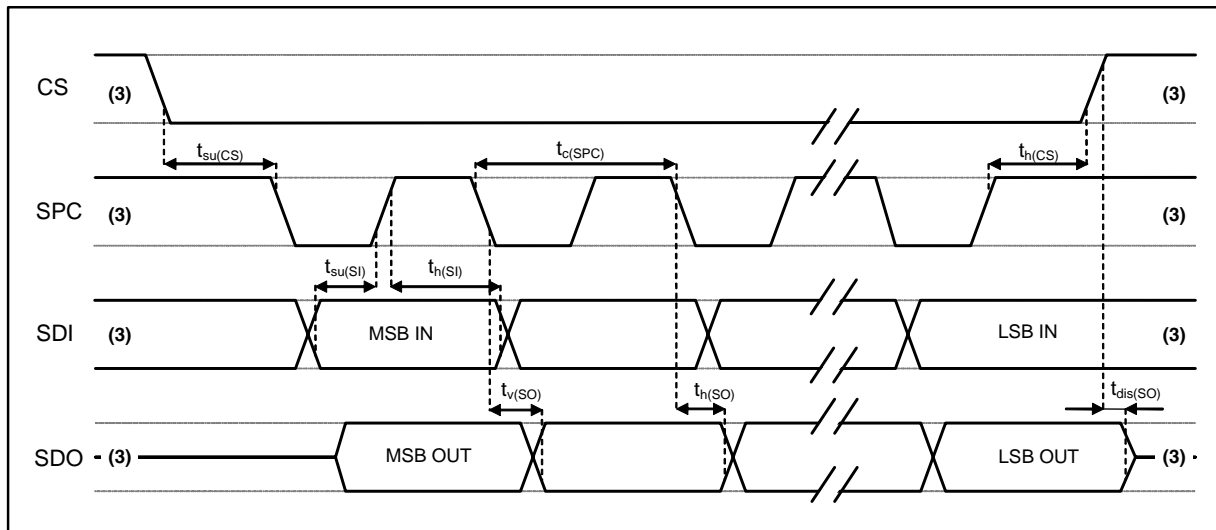 CS (3) (3)
t_su(CS) t_c(SPC) t_h(CS)
SPC (3) (3)
t_su(SI) t_h(SI)
SDI (3) MSB IN LSB IN (3)
t_v(SO) t_h(SO) t_dis(SO)
SDO (3) MSB OUT LSB OUT (3)